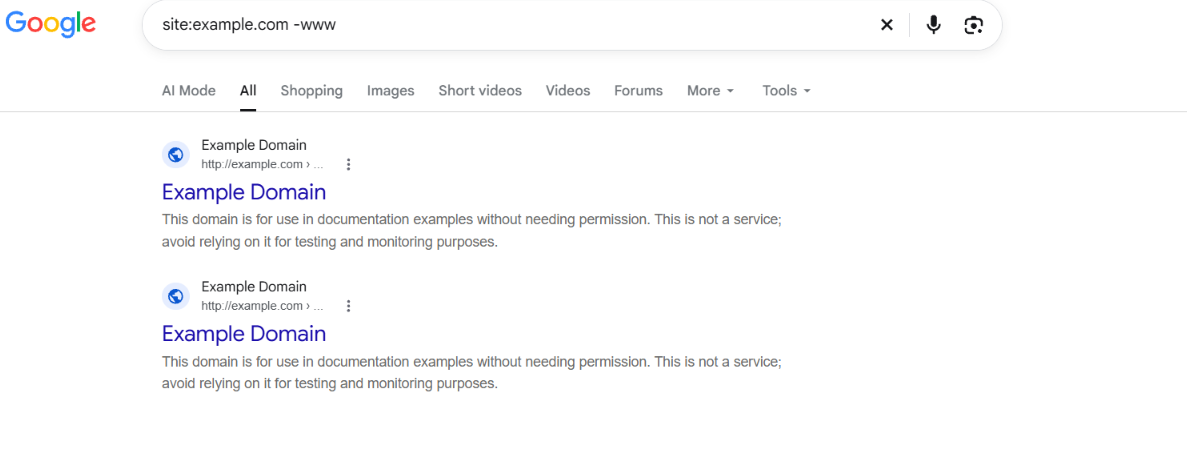 Google
site:example.com -www
AI Mode All Shopping Images Short videos Videos Forums More Tools
Example Domain
http://example.com › ...
Example Domain
This domain is for use in documentation examples without needing permission. This is not a service;
avoid relying on it for testing and monitoring purposes.
Example Domain
http://example.com › ...
Example Domain
This domain is for use in documentation examples without needing permission. This is not a service;
avoid relying on it for testing and monitoring purposes.